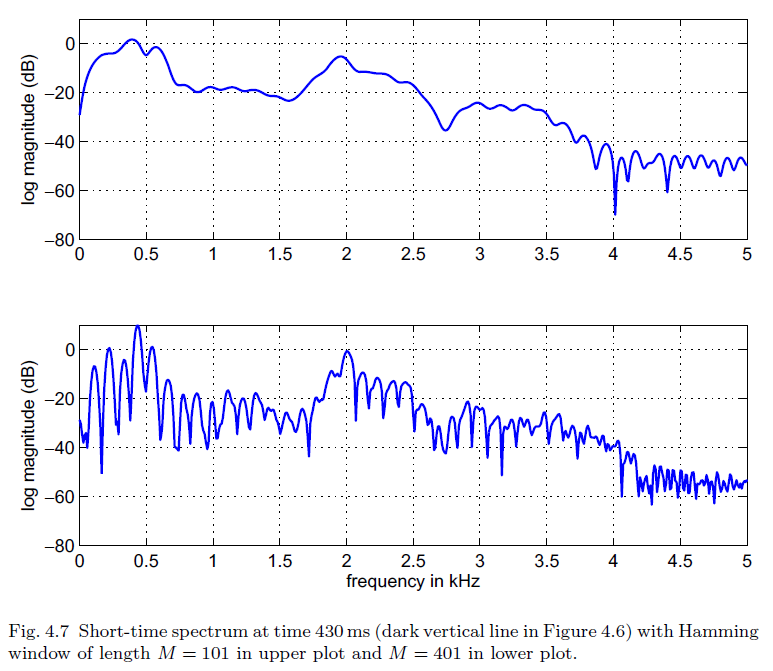 0
−20
−40
−60
−80
log magnitude (dB)
0 0.5 1 1.5 2 2.5 3 3.5 4 4.5 5
0
−20
−40
−60
−80
log magnitude (dB)
0 0.5 1 1.5 2 2.5 3 3.5 4 4.5 5
frequency in kHz
Fig. 4.7 Short-time spectrum at time 430 ms (dark vertical line in Figure 4.6) with Hamming
window of length M = 101 in upper plot and M = 401 in lower plot.